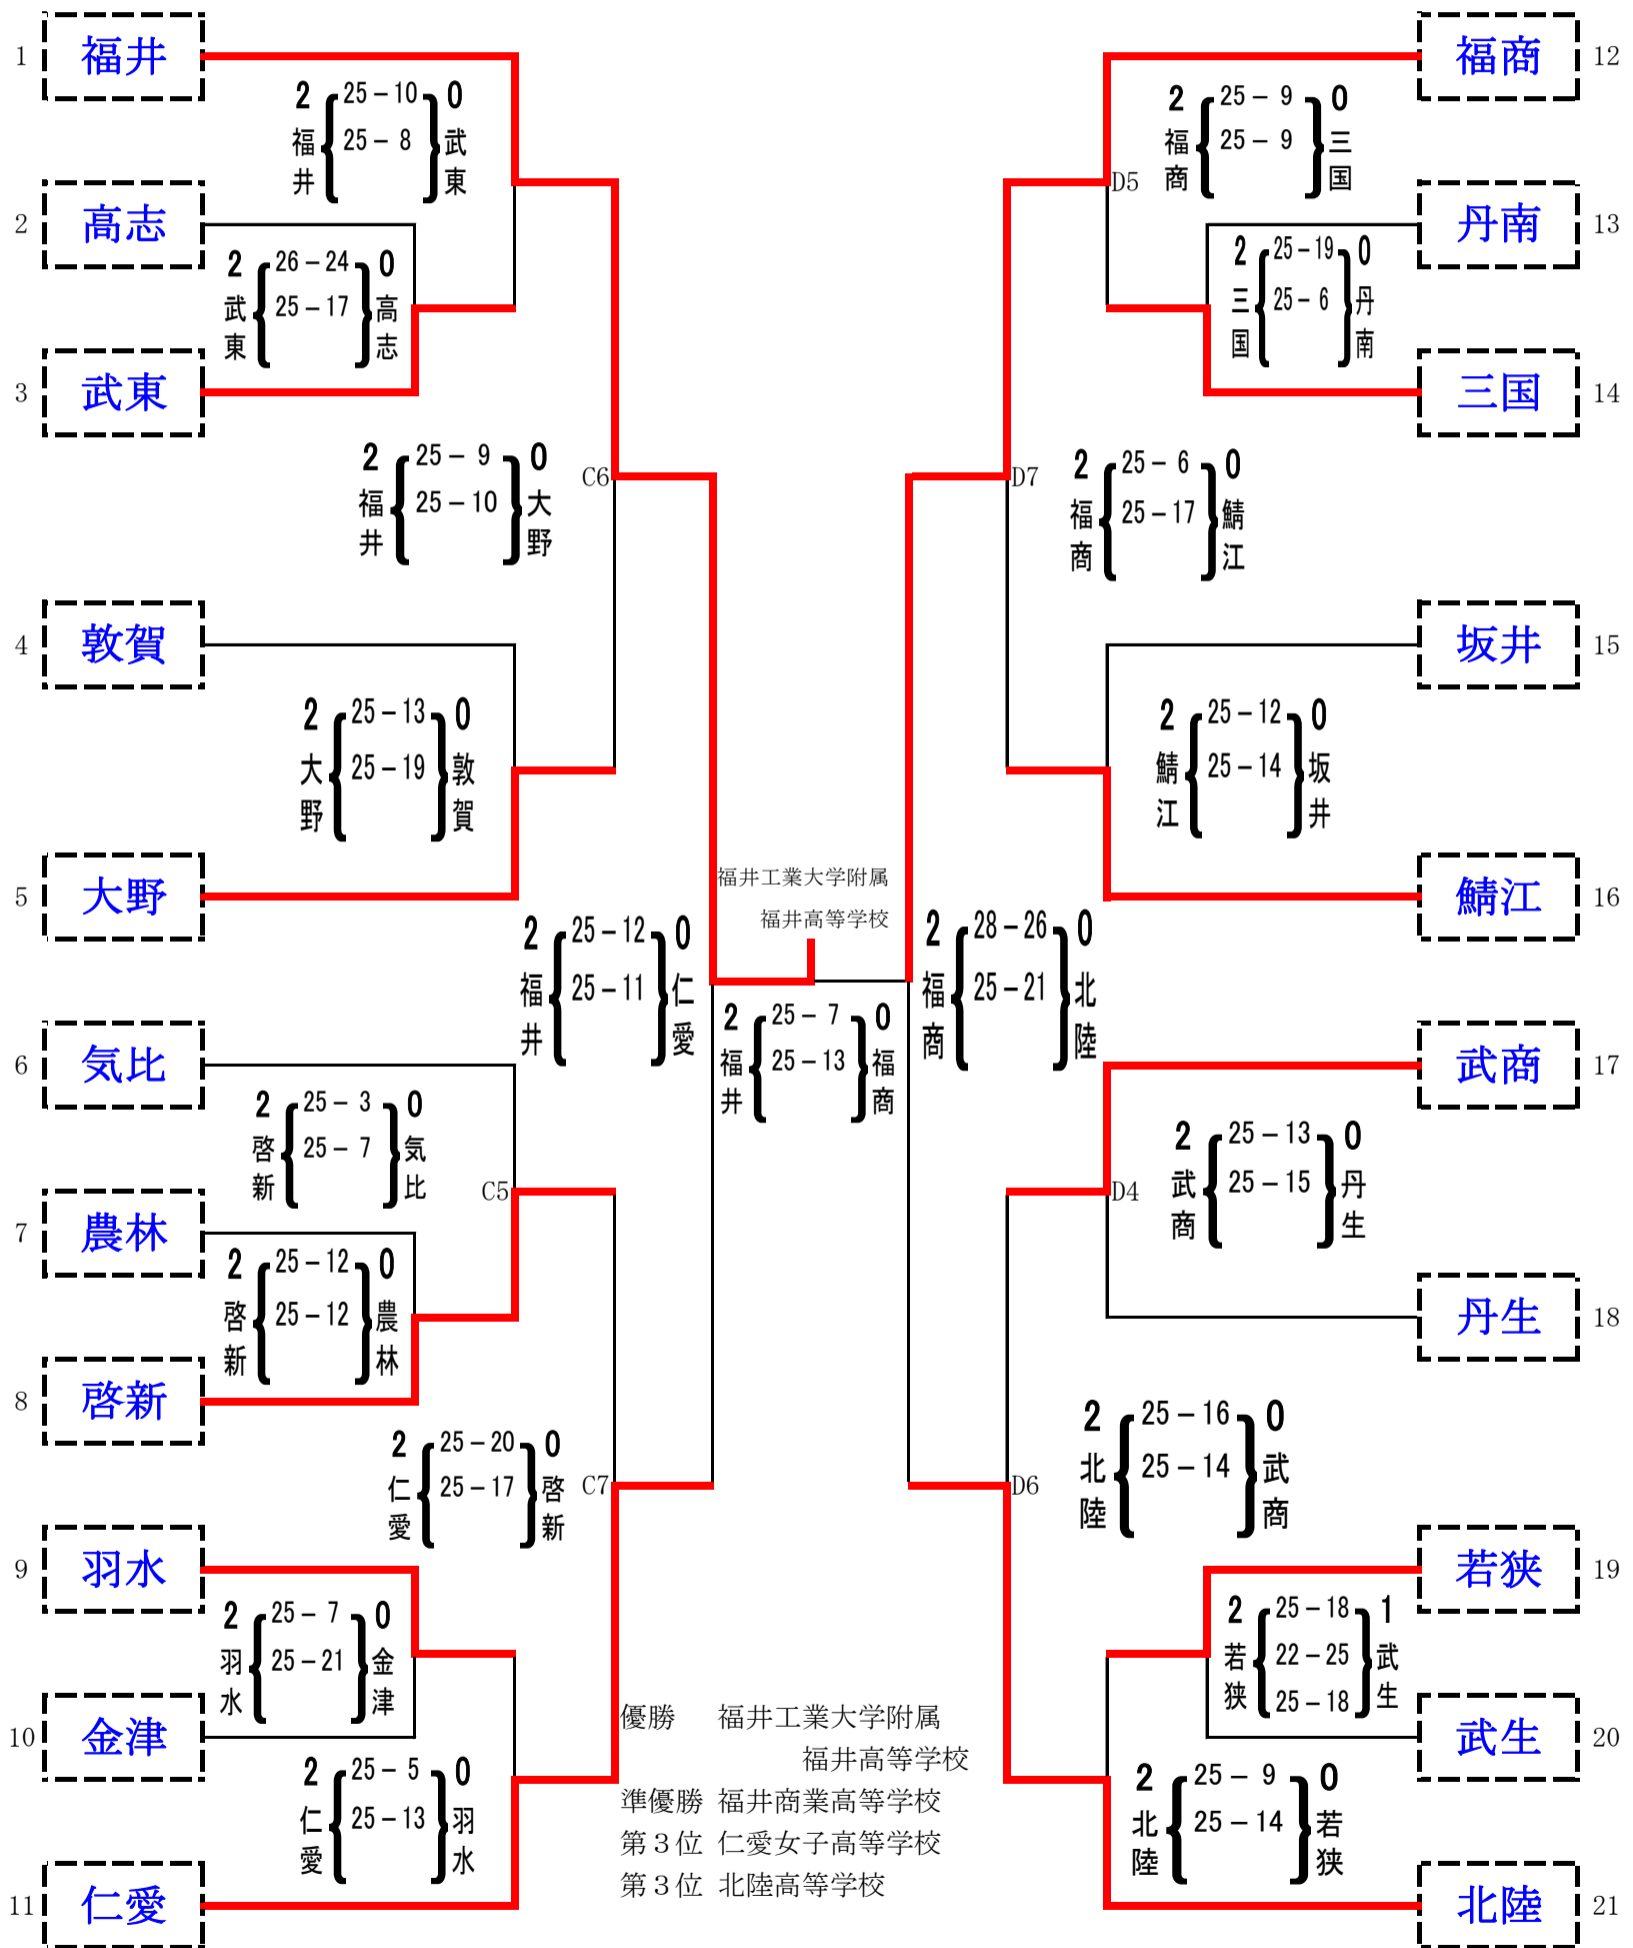 1 福井
2 高志
3 武東
4 敦賀
5 大野
6 気比
7 農林
8 啓新
9 羽水
10 金津
11 仁愛
2 福井 25－10 25－8 0 武東
2 武東 26－24 25－17 0 高志
2 福井 25－9 25－10 0 大野
C6
2 大野 25－13 25－19 0 敦賀
2 福井 25－12 25－11 0 仁愛
2 啓新 25－3 25－7 0 気比
C5
2 啓新 25－12 25－12 0 農林
2 仁愛 25－20 25－17 0 啓新
C7
2 羽水 25－7 25－21 0 金津
2 仁愛 25－5 25－13 0 羽水
福井工業大学附属
福井高等学校
2 福井 25－7 25－13 0 福商
福商 12
丹南 13
三国 14
坂井 15
鯖江 16
武商 17
丹生 18
若狭 19
武生 20
北陸 21
2 福商 25－9 25－9 0 三国
D5
2 三国 25－19 25－6 0 丹南
D7
2 福商 25－6 25－17 0 鯖江
2 鯖江 25－12 25－14 0 坂井
2 福商 28－26 25－21 0 北陸
2 武商 25－13 25－15 0 丹生
D4
2 北陸 25－16 25－14 0 武商
D6
2 若狭 25－18 22－25 25－18 1 武生
2 北陸 25－9 25－14 0 若狭
優勝 福井工業大学附属
福井高等学校
準優勝 福井商業高等学校
第３位 仁愛女子高等学校
第３位 北陸高等学校